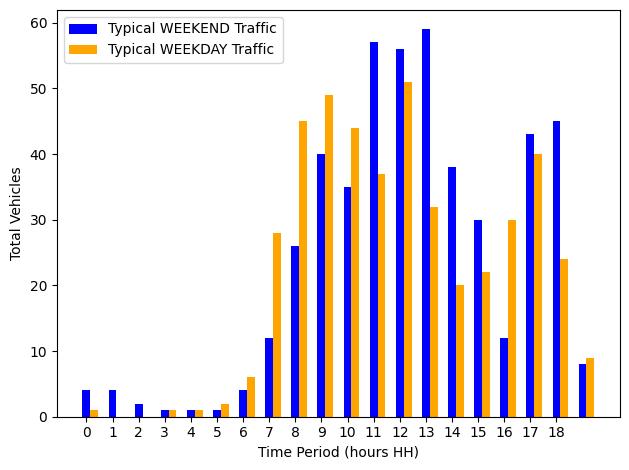 Typical WEEKEND Traffic
Typical WEEKDAY Traffic
60
50
40
30
20
10
0
Total Vehicles
0 1 2 3 4 5 6 7 8 9 10 11 12 13 14 15 16 17 18
Time Period (hours HH)